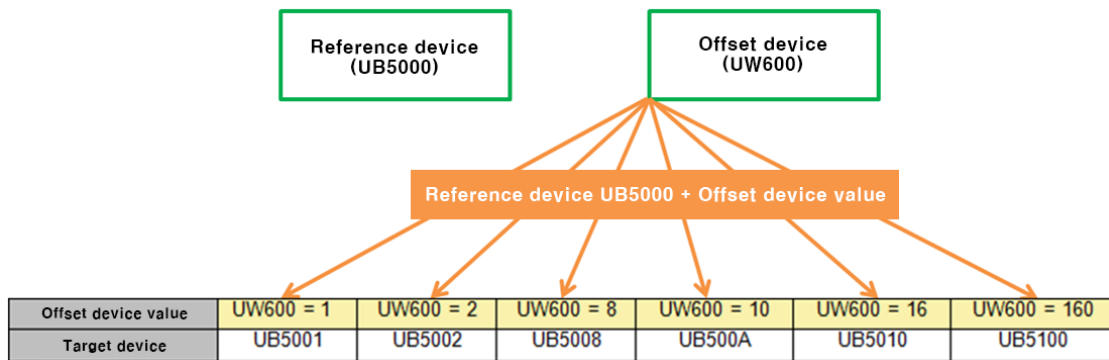 Reference device
(UB5000)
Offset device
(UW600)
Reference device UB5000 + Offset device value
Offset device value UW600 = 1 UW600 = 2 UW600 = 8 UW600 = 10 UW600 = 16 UW600 = 160
Target device UB5001 UB5002 UB5008 UB500A UB5010 UB5100